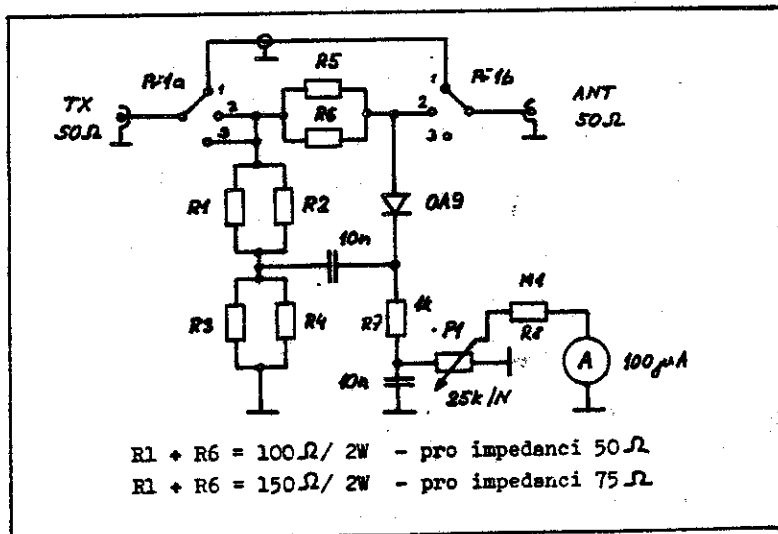 R5
Př1a
Př1b
1
1
TX
50Ω
2
3
R6
2
3
ANT
50Ω
R1
R2
OA9
10n
R3
R4
R7
1k
P1
M1
R8
A
100μA
10n
25k/N
R1 + R6 = 100Ω/ 2W - pro impedanci 50Ω
R1 + R6 = 150Ω/ 2W - pro impedanci 75Ω